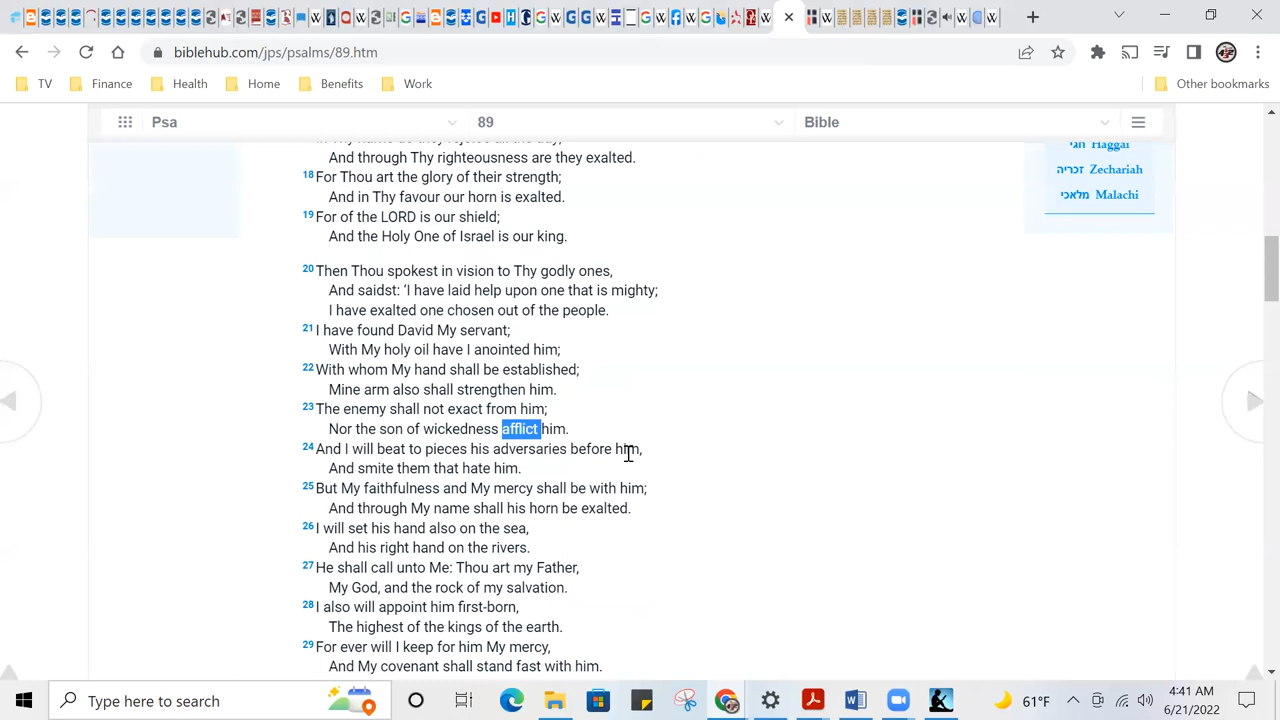 biblehub.com/jps/psalms/89.htm
TV Finance Health Home Benefits Work Other bookmarks
Psa 89 Bible
And through Thy righteousness are they exalted.
18 For Thou art the glory of their strength;
And in Thy favour our horn is exalted.
19 For of the LORD is our shield;
And the Holy One of Israel is our king.
20 Then Thou spokest in vision to Thy godly ones,
And saidst: ‘I have laid help upon one that is mighty;
I have exalted one chosen out of the people.
21 I have found David My servant;
With My holy oil have I anointed him;
22 With whom My hand shall be established;
Mine arm also shall strengthen him.
23 The enemy shall not exact from him;
Nor the son of wickedness afflict him.
24 And I will beat to pieces his adversaries before him,
And smite them that hate him.
25 But My faithfulness and My mercy shall be with him;
And through My name shall his horn be exalted.
26 I will set his hand also on the sea,
And his right hand on the rivers.
27 He shall call unto Me: Thou art my Father,
My God, and the rock of my salvation.
28 I also will appoint him first-born,
The highest of the kings of the earth.
29 For ever will I keep for him My mercy,
And My covenant shall stand fast with him.
חגי Haggai
זכריה Zechariah
מלאכי Malachi
Type here to search
61°F
4:41 AM
6/21/2022